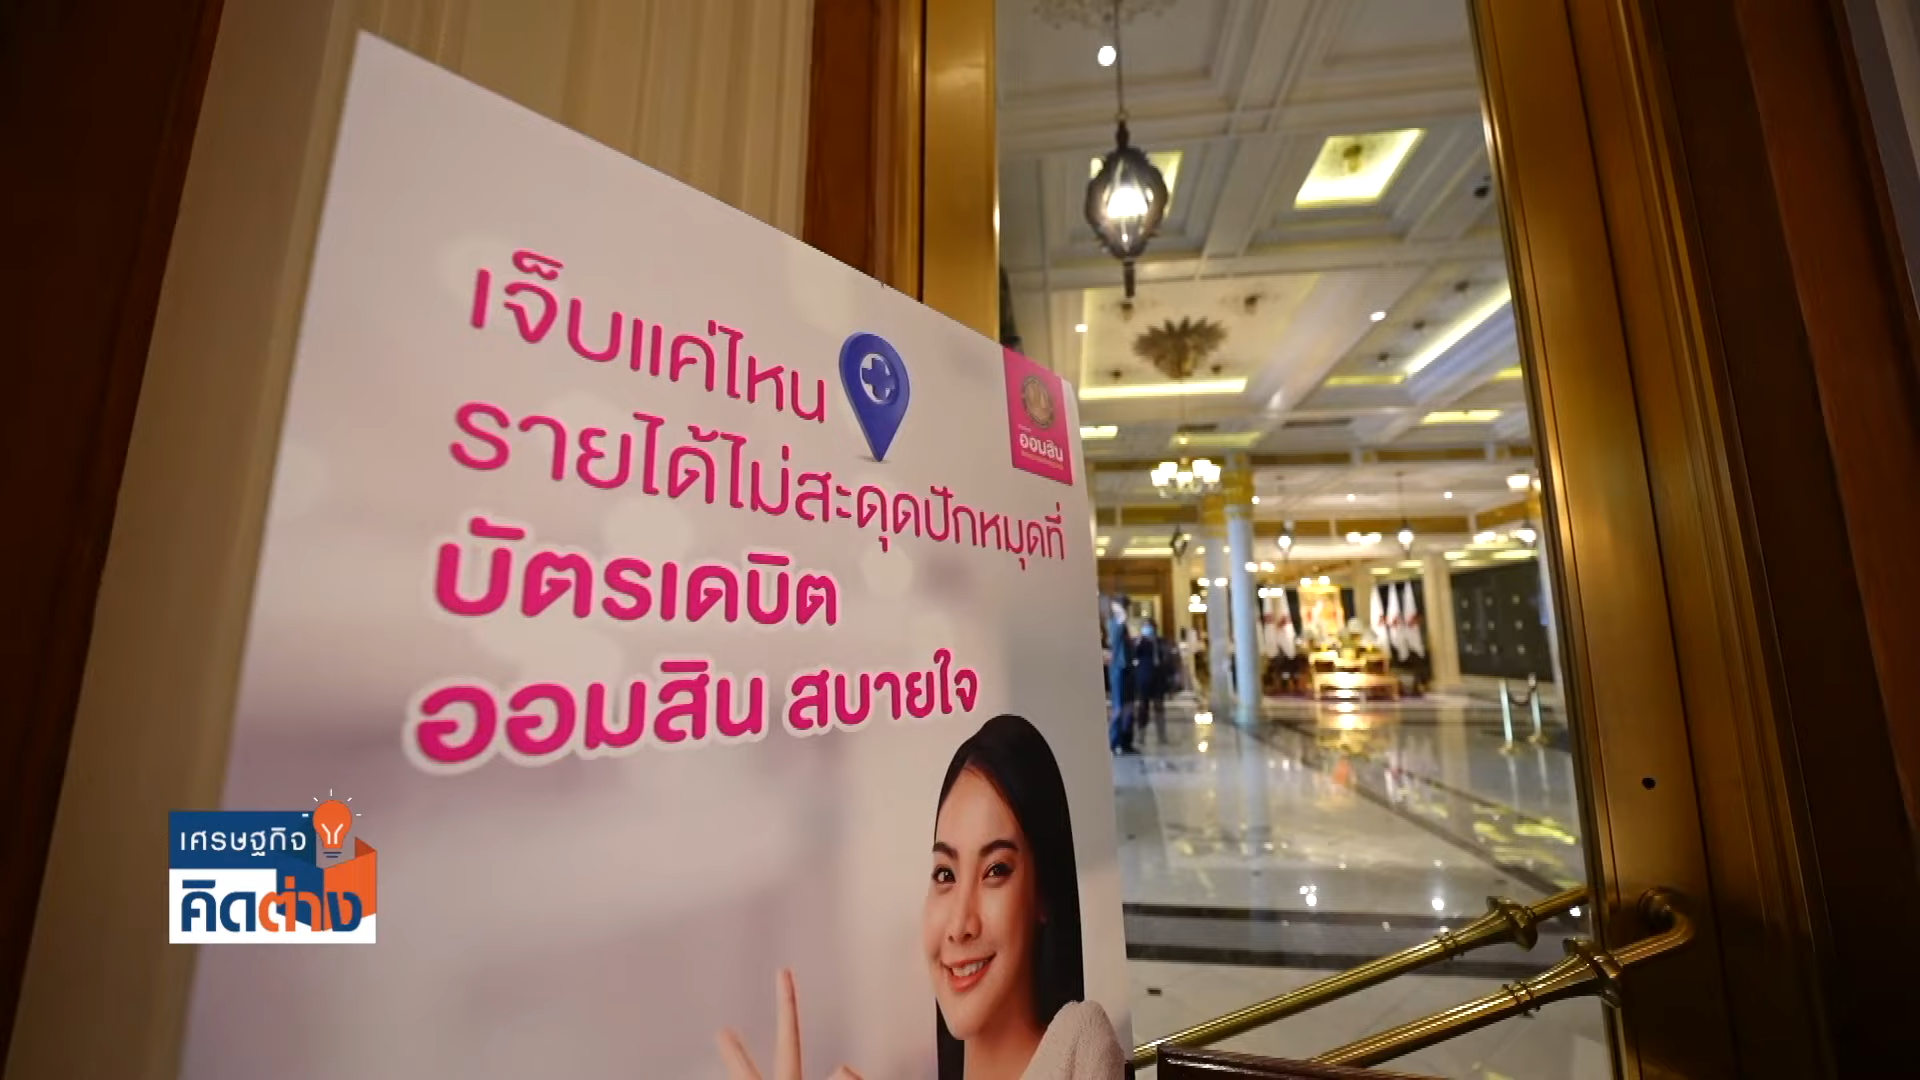 เจ็บแค่ไหน
รายได้ไม่สะดุดปักหมุดที่
บัตรเดบิต
ออมสิน สบายใจ
ออมสิน
เศรษฐกิจ
คิดต่าง